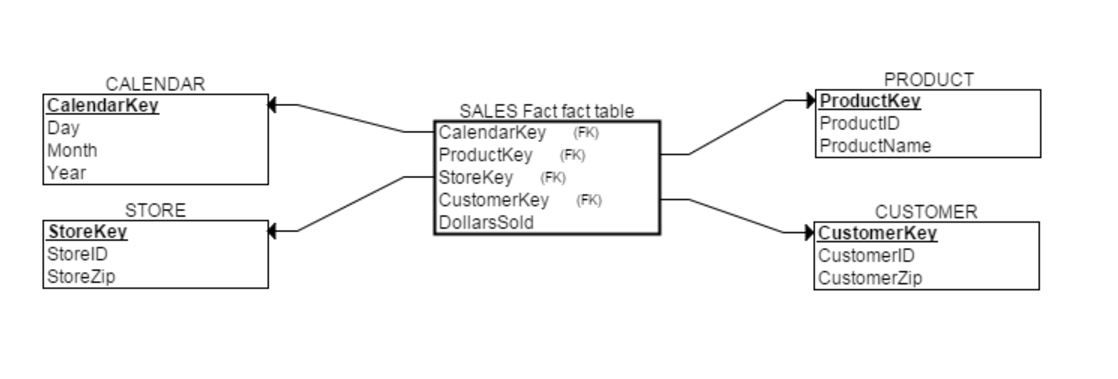 CALENDAR
CalendarKey
Day
Month
Year
STORE
StoreKey
StoreID
StoreZip
SALES Fact fact table
CalendarKey (FK)
ProductKey (FK)
StoreKey (FK)
CustomerKey (FK)
DollarsSold
PRODUCT
ProductKey
ProductID
ProductName
CUSTOMER
CustomerKey
CustomerID
CustomerZip